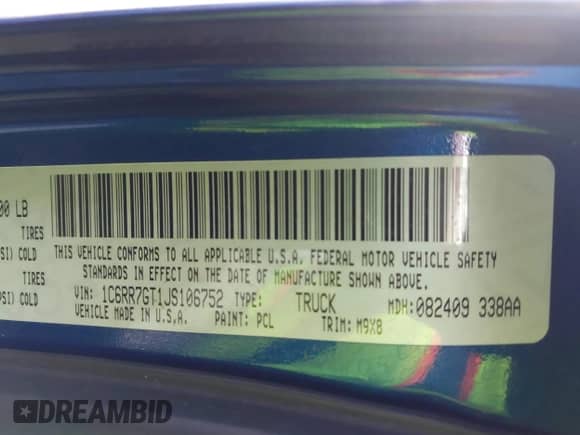 00 LB
TIRES
SI) COLD
TIRES
SI) COLD
THIS VEHICLE CONFORMS TO ALL APPLICABLE U.S.A. FEDERAL MOTOR VEHICLE SAFETY
STANDARDS IN EFFECT ON THE DATE OF MANUFACTURE SHOWN ABOVE.
VIN: 1C6RR7GT1JS106752 TYPE: TRUCK MDH:082409 338AA
VEHICLE MADE IN U.S.A. PAINT: PCL TRIM: M9X8
DREAMBID